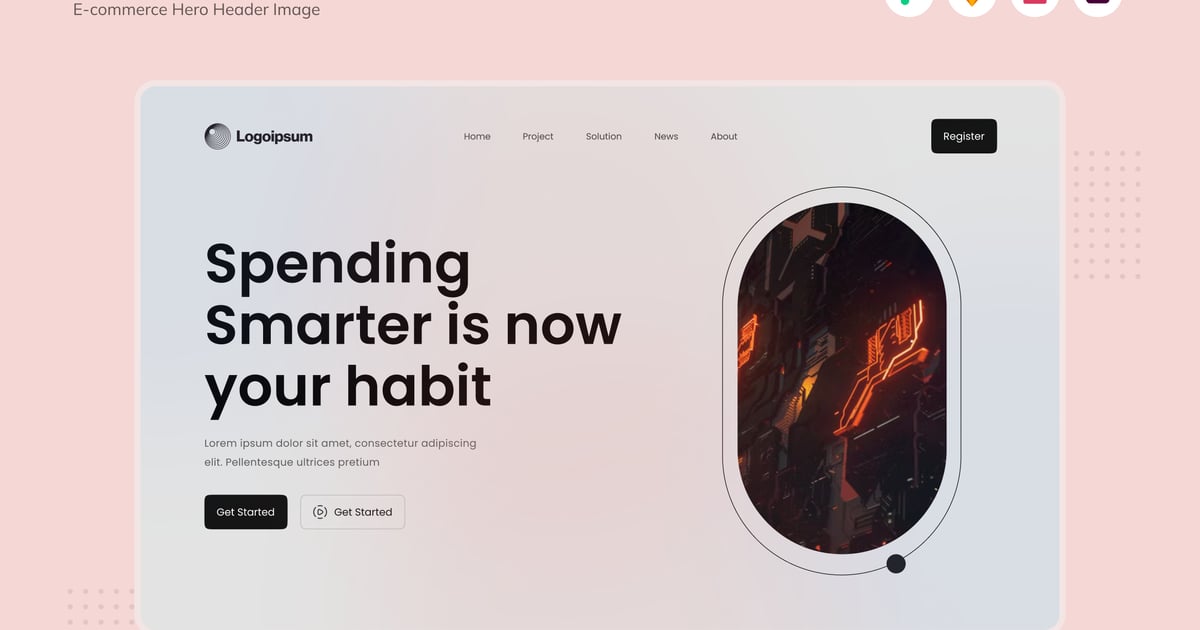 E-commerce Hero Header Image
Logoipsum
Home Project Solution News About
Register
Spending
Smarter is now
your habit
Lorem ipsum dolor sit amet, consectetur adipiscing
elit. Pellentesque ultrices pretium
Get Started
Get Started